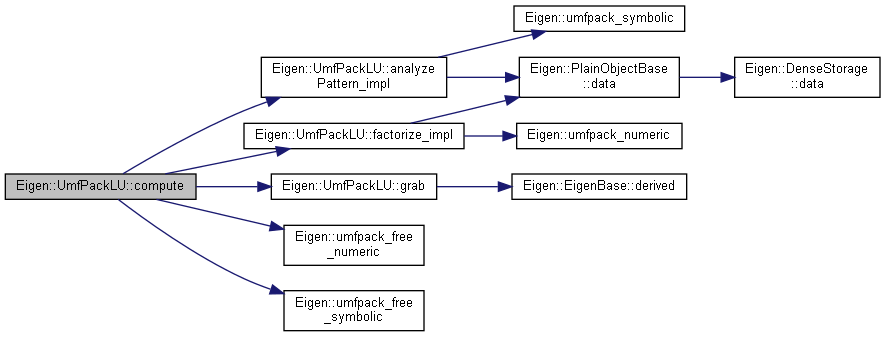 Eigen::umfpack_symbolic
Eigen::UmfPackLU::analyze
Pattern_impl
Eigen::PlainObjectBase
::data
Eigen::DenseStorage
::data
Eigen::UmfPackLU::factorize_impl
Eigen::umfpack_numeric
Eigen::UmfPackLU::compute
Eigen::UmfPackLU::grab
Eigen::EigenBase::derived
Eigen::umfpack_free
_numeric
Eigen::umfpack_free
_symbolic